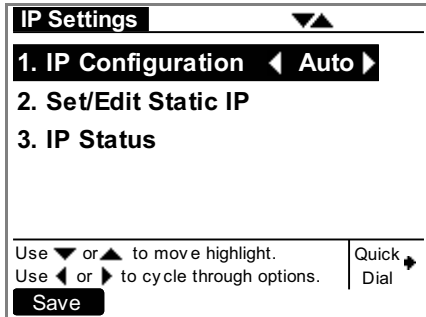 IP Settings
1. IP Configuration Auto
2. Set/Edit Static IP
3. IP Status
Use ▼ or ▲ to move highlight.
Use ◀ or ▶ to cycle through options.
Quick
Dial
Save